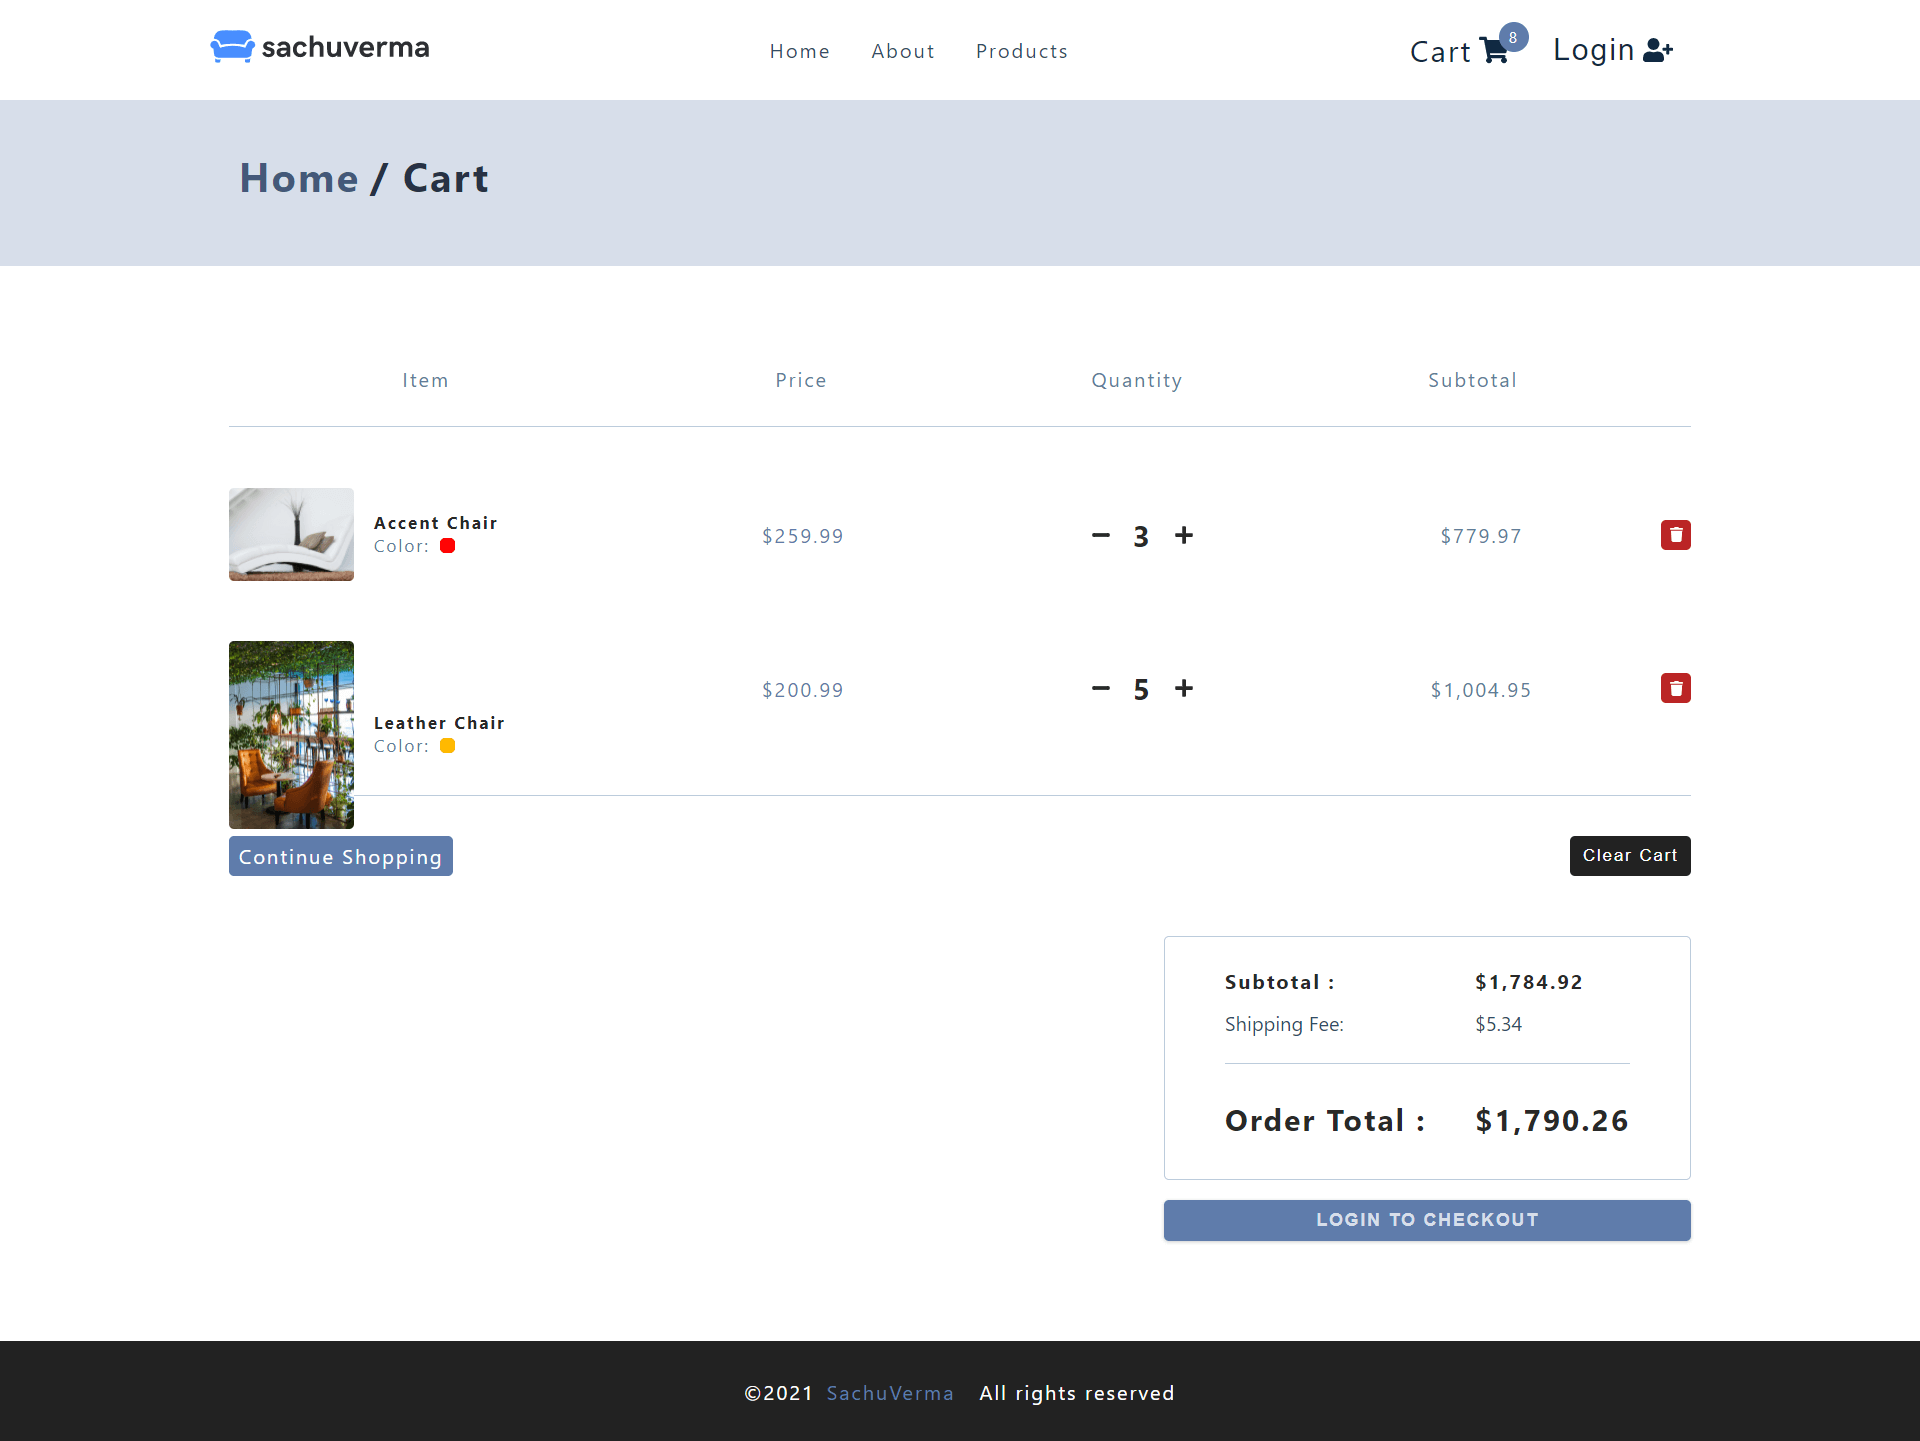 sachuverma
Home About Products
Cart 8 Login
Home / Cart
Item Price Quantity Subtotal
Accent Chair
Color:
$259.99 3 $779.97
Leather Chair
Color:
$200.99 5 $1,004.95
Continue Shopping Clear Cart
Subtotal : $1,784.92
Shipping Fee: $5.34
Order Total : $1,790.26
LOGIN TO CHECKOUT
©2021 SachuVerma All rights reserved